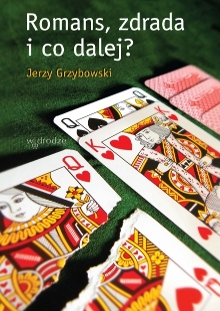 Romans, zdrada
i co dalej?
Jerzy Grzybowski
w drodze
Q
K
Q
K